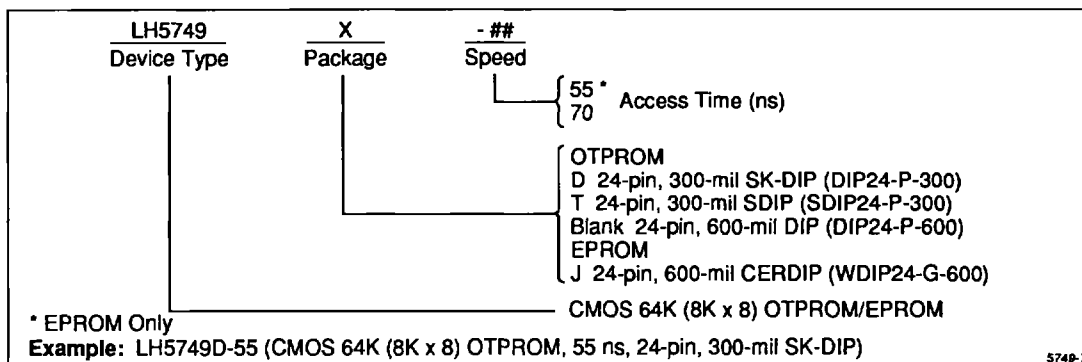 LH5749 X - ##
Device Type Package Speed
55 *
70
Access Time (ns)
OTPROM
D 24-pin, 300-mil SK-DIP (DIP24-P-300)
T 24-pin, 300-mil SDIP (SDIP24-P-300)
Blank 24-pin, 600-mil DIP (DIP24-P-600)
EPROM
J 24-pin, 600-mil CERDIP (WDIP24-G-600)
CMOS 64K (8K x 8) OTPROM/EPROM
* EPROM Only
Example: LH5749D-55 (CMOS 64K (8K x 8) OTPROM, 55 ns, 24-pin, 300-mil SK-DIP)